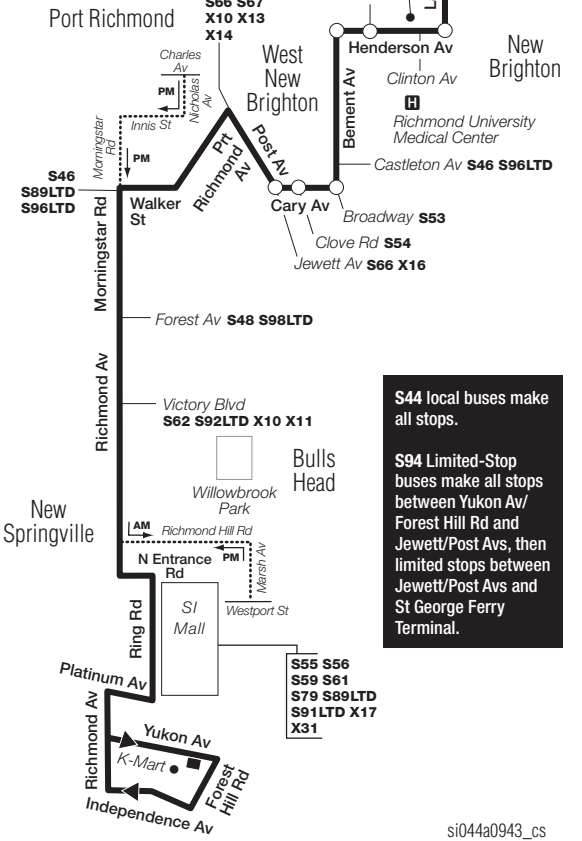 S66 S67
X10 X13
X14
Port Richmond
Charles
Av
Nicholas
Av
PM
Innis St
Morningstar
Rd
PM
West
New
Brighton
Henderson Av
Clinton Av
New
Brighton
H
Richmond University
Medical Center
Bement Av
Castleton Av S46 S96LTD
Prt
Richmond
Av
Post Av
S46
S89LTD
S96LTD
Walker
St
Cary Av
Broadway S53
Clove Rd S54
Jewett Av S66 X16
Morningstar Rd
Forest Av S48 S98LTD
Richmond Av
Victory Blvd
S62 S92LTD X10 X11
Willowbrook
Park
Bulls
Head
New
Springville
AM
Richmond Hill Rd
PM
Marsh Av
N Entrance
Rd
Westport St
Ring Rd
SI
Mall
S55 S56
S59 S61
S79 S89LTD
S91LTD X17
X31
Platinum Av
Richmond Av
Yukon Av
K-Mart
Forest
Hill Rd
Independence Av
S44 local buses make
all stops.
S94 Limited-Stop
buses make all stops
between Yukon Av/
Forest Hill Rd and
Jewett/Post Avs, then
limited stops between
Jewett/Post Avs and
St George Ferry
Terminal.
si044a0943_cs